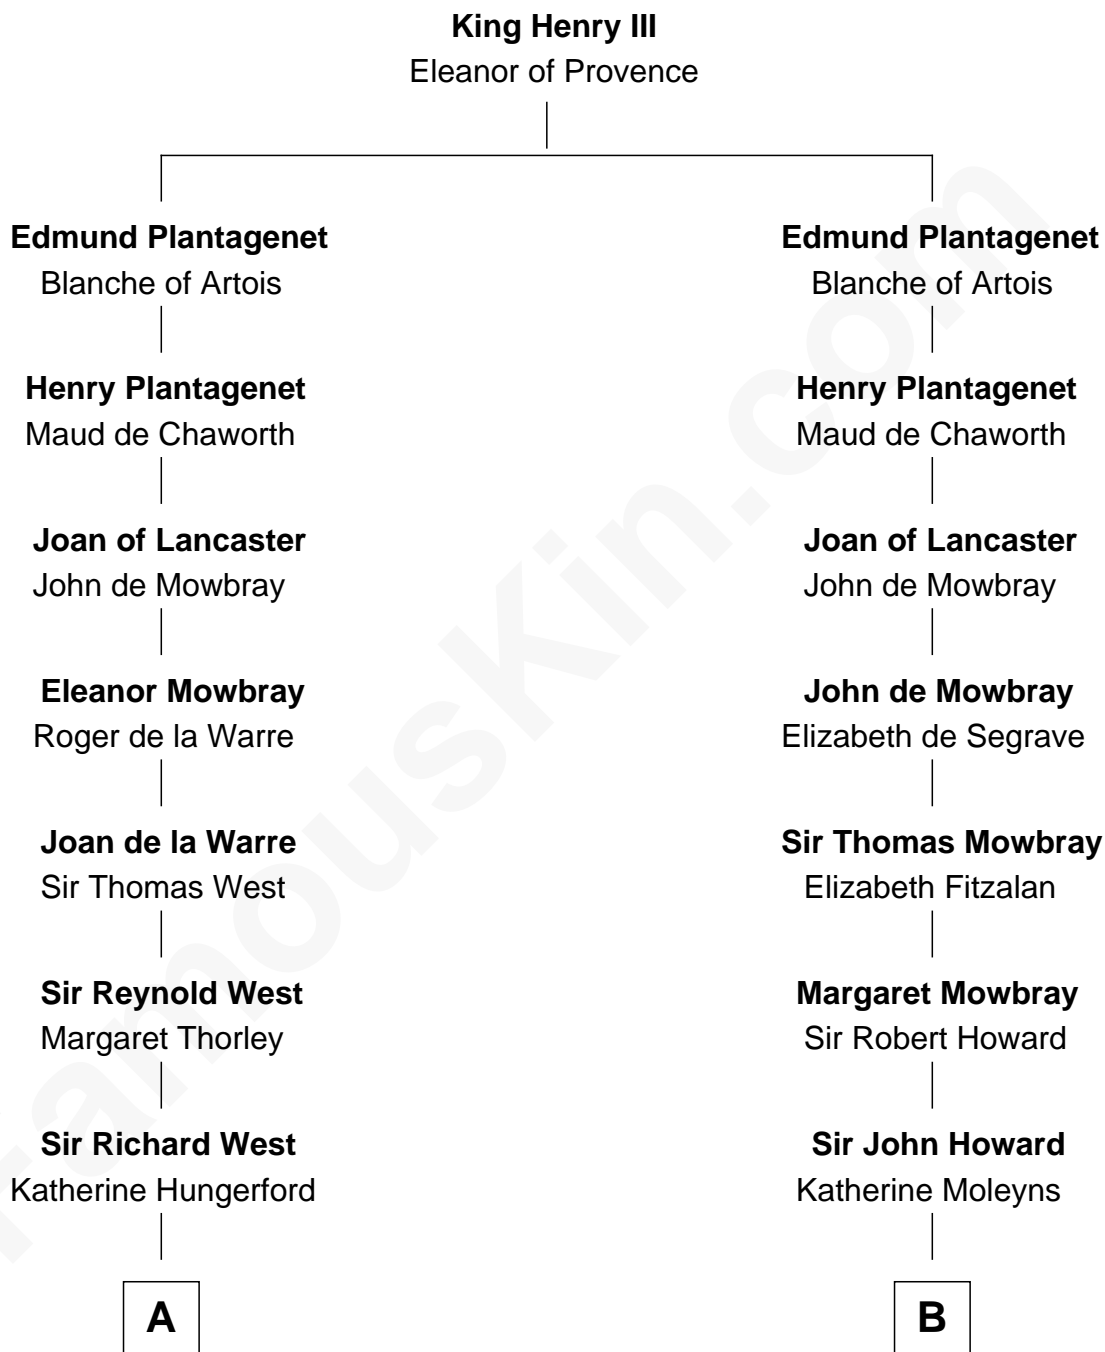 King Henry III
Eleanor of Provence
Edmund Plantagenet
Blanche of Artois
Henry Plantagenet
Maud de Chaworth
Joan of Lancaster
John de Mowbray
Eleanor Mowbray
Roger de la Warre
Joan de la Warre
Sir Thomas West
Sir Reynold West
Margaret Thorley
Sir Richard West
Katherine Hungerford
A
Edmund Plantagenet
Blanche of Artois
Henry Plantagenet
Maud de Chaworth
Joan of Lancaster
John de Mowbray
John de Mowbray
Elizabeth de Segrave
Sir Thomas Mowbray
Elizabeth Fitzalan
Margaret Mowbray
Sir Robert Howard
Sir John Howard
Katherine Moleyns
B
FamousKin.com